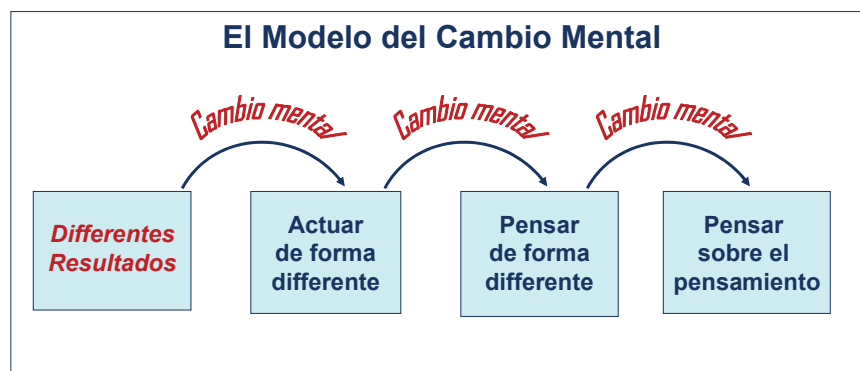 El Modelo del Cambio Mental
Cambio mental
Cambio mental
Cambio mental
Differentes
Resultados
Actuar
de forma
differente
Pensar
de forma
differente
Pensar
sobre el
pensamiento